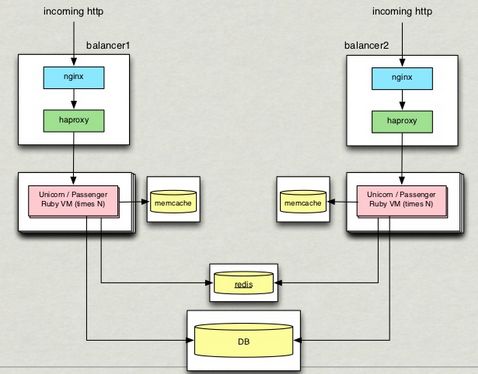 incoming http
incoming http
balancer1
balancer2
nginx
nginx
haproxy
haproxy
Unicorn / Passenger
Ruby VM (times N)
memcache
memcache
Unicorn / Passenger
Ruby VM (times N)
redis
DB